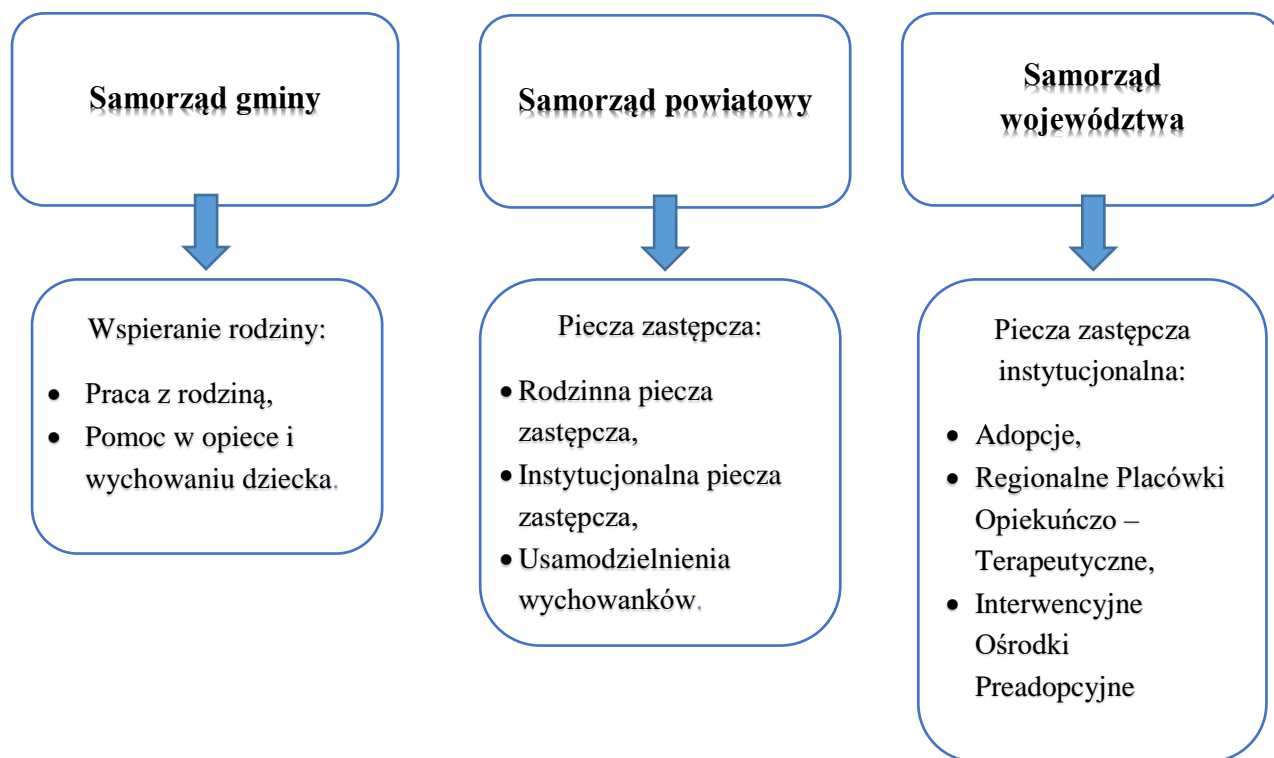 Samorząd gminy
Wspieranie rodziny:
• Praca z rodziną,
• Pomoc w opiece i
wychowaniu dziecka.
Samorząd powiatowy
Piecza zastępcza:
• Rodzinna piecza
zastępcza,
• Instytucjonalna piecza
zastępcza,
• Usamodzielnienia
wychowanków.
Samorząd
województwa
Piecza zastępcza
instytucjonalna:
• Adopcje,
• Regionalne Placówki
Opiekuńczo –
Terapeutyczne,
• Interwencyjne
Ośrodki
Preadopcyjne